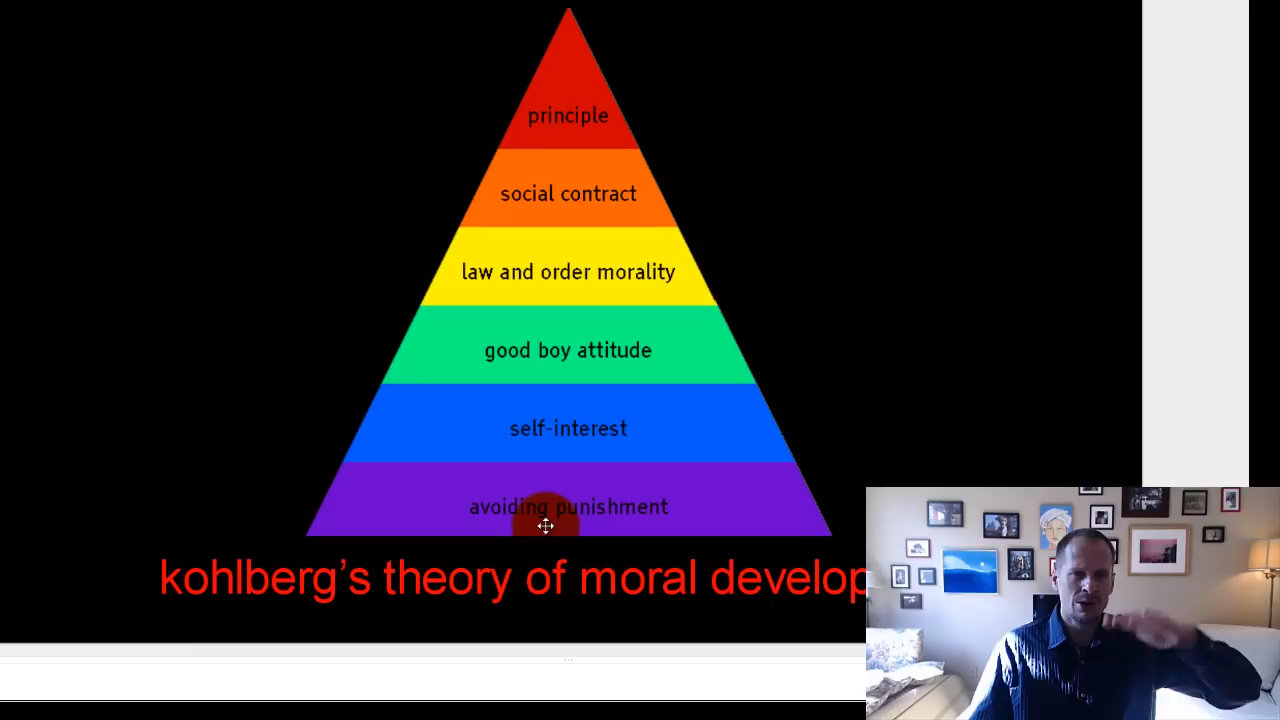 principle
social contract
law and order morality
good boy attitude
self-interest
avoiding punishment
kohlberg's theory of moral develop